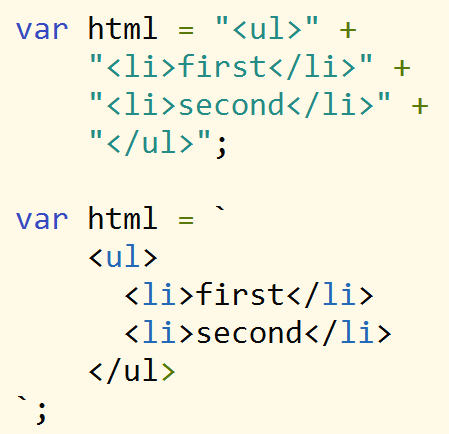 var html = "<ul>" +
    "<li>first</li>" +
    "<li>second</li>" +
    "</ul>";

var html = `
    <ul>
      <li>first</li>
      <li>second</li>
    </ul>
`;